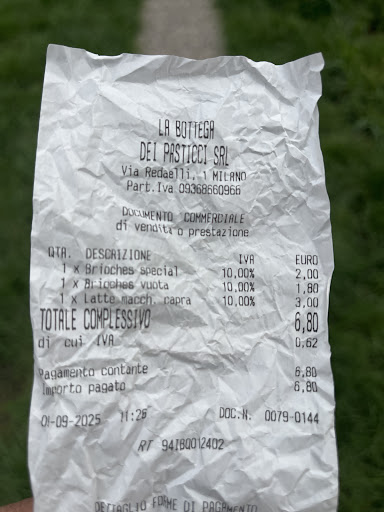 LA BOTTEGA
DEI PASTICCI SRL
Via Redaelli, 1 MILANO
Part.Iva 09368660966
DOCUMENTO COMMERCIALE
di vendita o prestazione
QTA. DESCRIZIONE IVA EURO
1 x Brioches special 10,00% 2,00
1 x Brioches vuota 10,00% 1,80
1 x Latte macch. capra 10,00% 3,00
TOTALE COMPLESSIVO 6,80
di cui IVA 0,62
Pagamento contante 6,80
Importo pagato 6,80
01-09-2025 11:26 DOC.N. 0079-0144
RT 94IB0012402
DETTAGLIO FORME DI PAGAMENTO